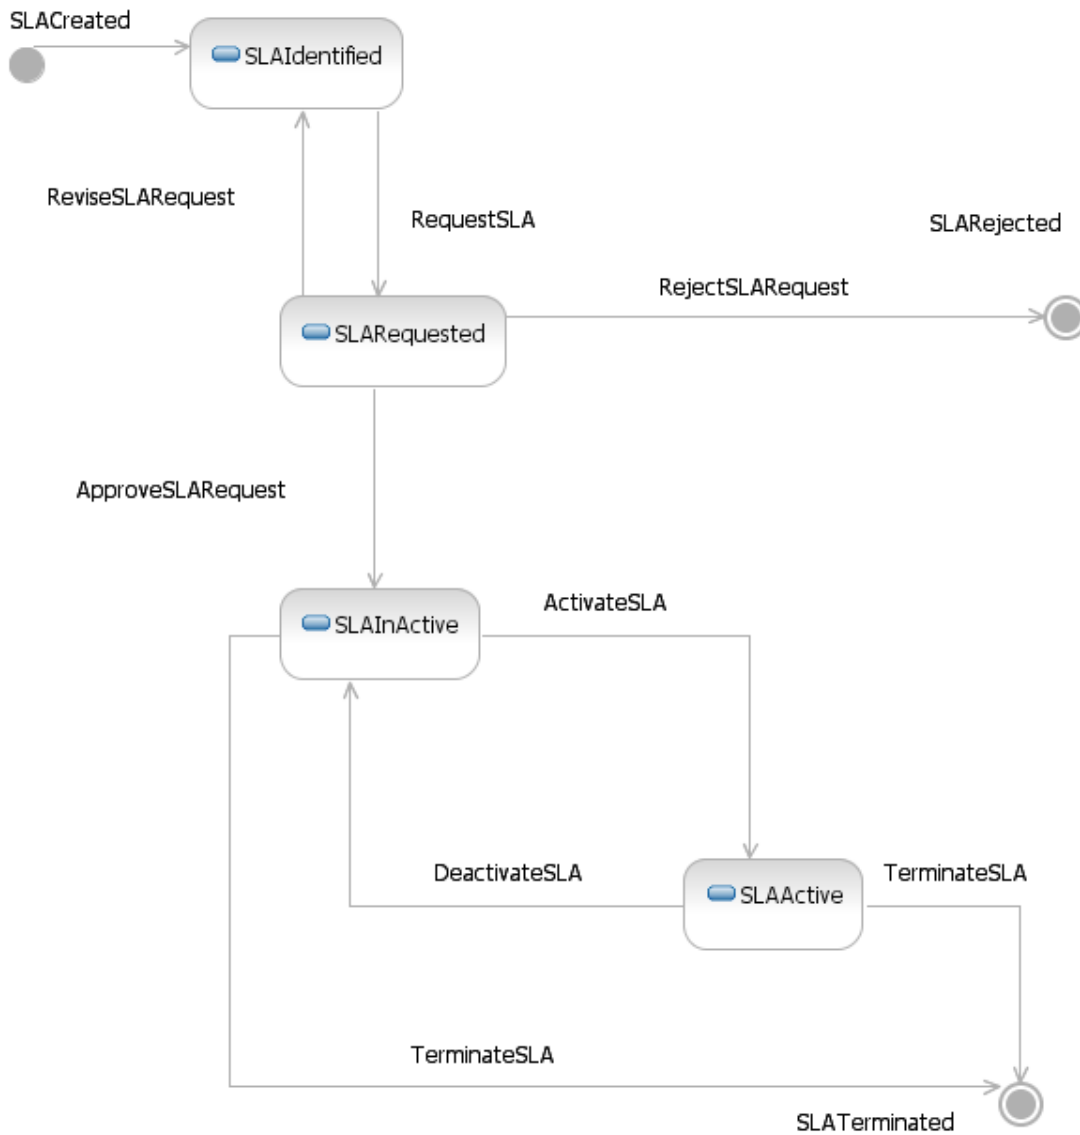 SLACreated
SLAIdentified
ReviseSLARequest
RequestSLA
SLARejected
RejectSLARequest
SLARequested
ApproveSLARequest
ActivateSLA
SLAInActive
DeactivateSLA
TerminateSLA
SLAActive
TerminateSLA
SLATerminated